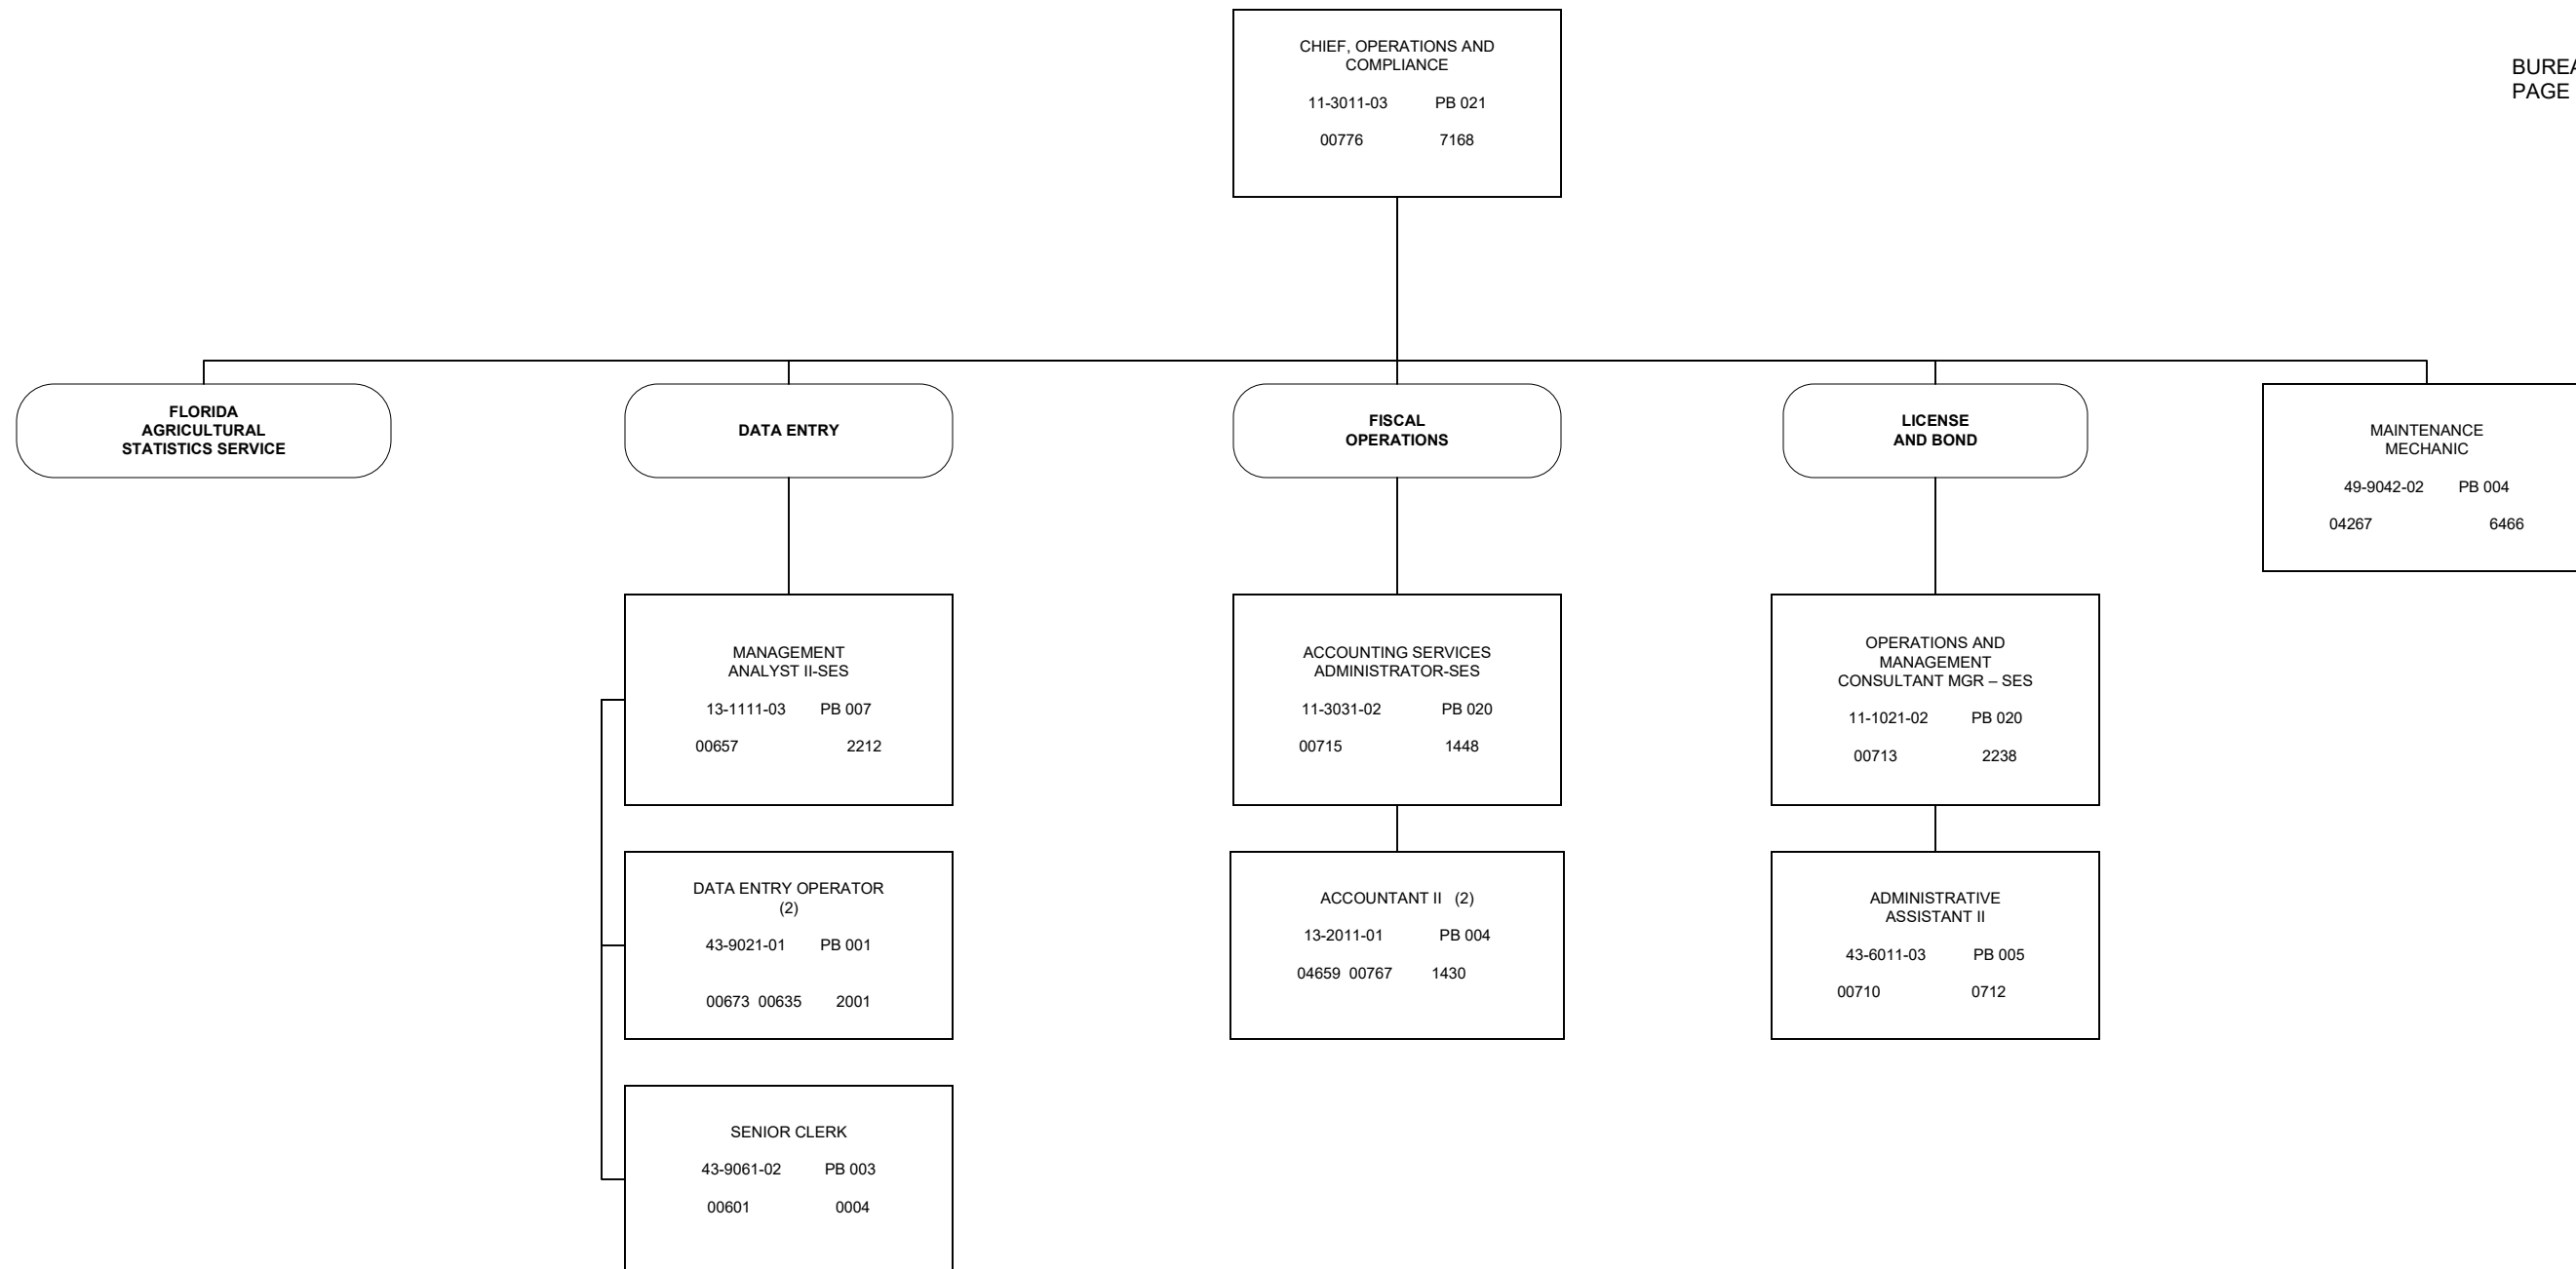 CHIEF, OPERATIONS AND
COMPLIANCE
11-3011-03 PB 021
00776 7168
BUREA
PAGE
FLORIDA
AGRICULTURAL
STATISTICS SERVICE
DATA ENTRY
FISCAL
OPERATIONS
LICENSE
AND BOND
MAINTENANCE
MECHANIC
49-9042-02 PB 004
04267 6466
MANAGEMENT
ANALYST II-SES
13-1111-03 PB 007
00657 2212
ACCOUNTING SERVICES
ADMINISTRATOR-SES
11-3031-02 PB 020
00715 1448
OPERATIONS AND
MANAGEMENT
CONSULTANT MGR – SES
11-1021-02 PB 020
00713 2238
DATA ENTRY OPERATOR
(2)
43-9021-01 PB 001
00673 00635 2001
ACCOUNTANT II (2)
13-2011-01 PB 004
04659 00767 1430
ADMINISTRATIVE
ASSISTANT II
43-6011-03 PB 005
00710 0712
SENIOR CLERK
43-9061-02 PB 003
00601 0004